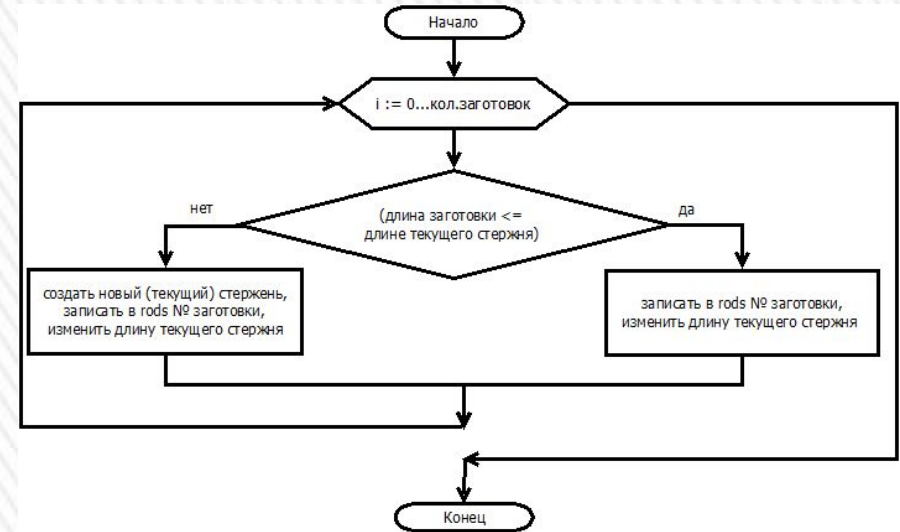 Начало
i := 0...кол.заготовок
нет
(длина заготовки <=
длине текущего стержня)
да
создать новый (текущий) стержень,
записать в rods № заготовки,
изменить длину текущего стержня
записать в rods № заготовки,
изменить длину текущего стержня
Конец